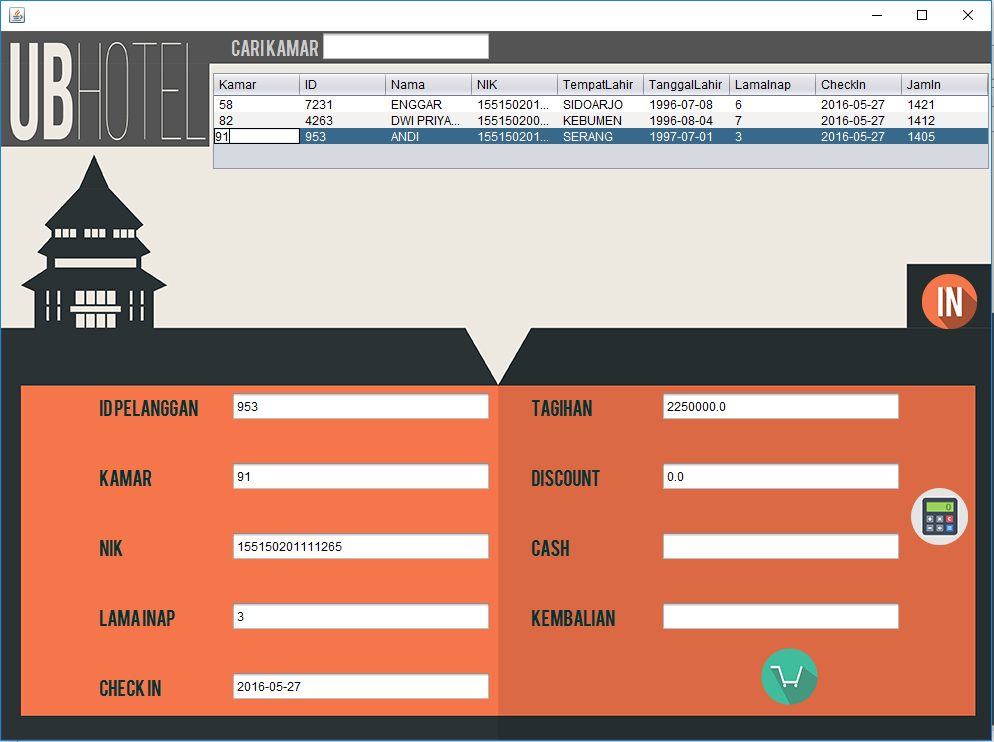 UBHOTEL CARI KAMAR
Kamar ID Nama NIK TempatLahir TanggalLahir LamaInap CheckIn JamIn
58 7231 ENGGAR 155150201... SIDOARJO 1996-07-08 6 2016-05-27 1421
82 4263 DWI PRIYA... 155150200... KEBUMEN 1996-08-04 7 2016-05-27 1412
91 953 ANDI 155150201... SERANG 1997-07-01 3 2016-05-27 1405
IN
ID PELANGGAN 953 TAGIHAN 2250000.0
KAMAR 91 DISCOUNT 0.0
0
NIK 155150201111265 CASH
LAMA INAP 3 KEMBALIAN
CHECK IN 2016-05-27